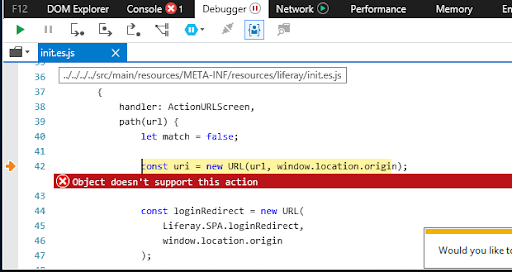 F12 DOM Explorer Console 1 Debugger Network Performance Memory
init.es.js X
35
36
../../../../src/main/resources/META-INF/resources/liferay/init.es.js
37 {
38 handler: ActionURLScreen,
39 path(url) {
40 let match = false;
42 const uri = new URL(url, window.location.origin);
Object doesn't support this action
43
44 const loginRedirect = new URL(
45 Liferay.SPA.loginRedirect,
46 window.location.origin
47 );
Would you like to